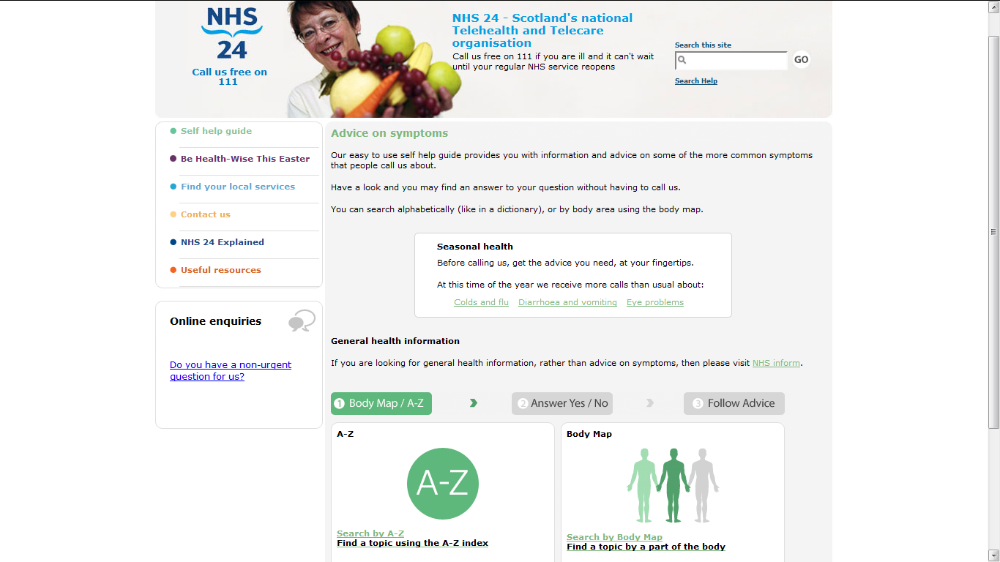 NHS
24
Call us free on
111
NHS 24 - Scotland's national
Telehealth and Telecare
organisation
Call us free on 111 if you are ill and it can't wait
until your regular NHS service reopens
Search this site
GO
Search Help
Self help guide
Be Health-Wise This Easter
Find your local services
Contact us
NHS 24 Explained
Useful resources
Online enquiries
Do you have a non-urgent
question for us?
Advice on symptoms
Our easy to use self help guide provides you with information and advice on some of the more common symptoms
that people call us about.
Have a look and you may find an answer to your question without having to call us.
You can search alphabetically (like in a dictionary), or by body area using the body map.
Seasonal health
Before calling us, get the advice you need, at your fingertips.
At this time of the year we receive more calls than usual about:
Colds and flu Diarrhoea and vomiting Eye problems
General health information
If you are looking for general health information, rather than advice on symptoms, then please visit NHS inform.
1 Body Map / A-Z 2 Answer Yes / No 3 Follow Advice
A-Z
A-Z
Search by A-Z
Find a topic using the A-Z index
Body Map
Search by Body Map
Find a topic by a part of the body